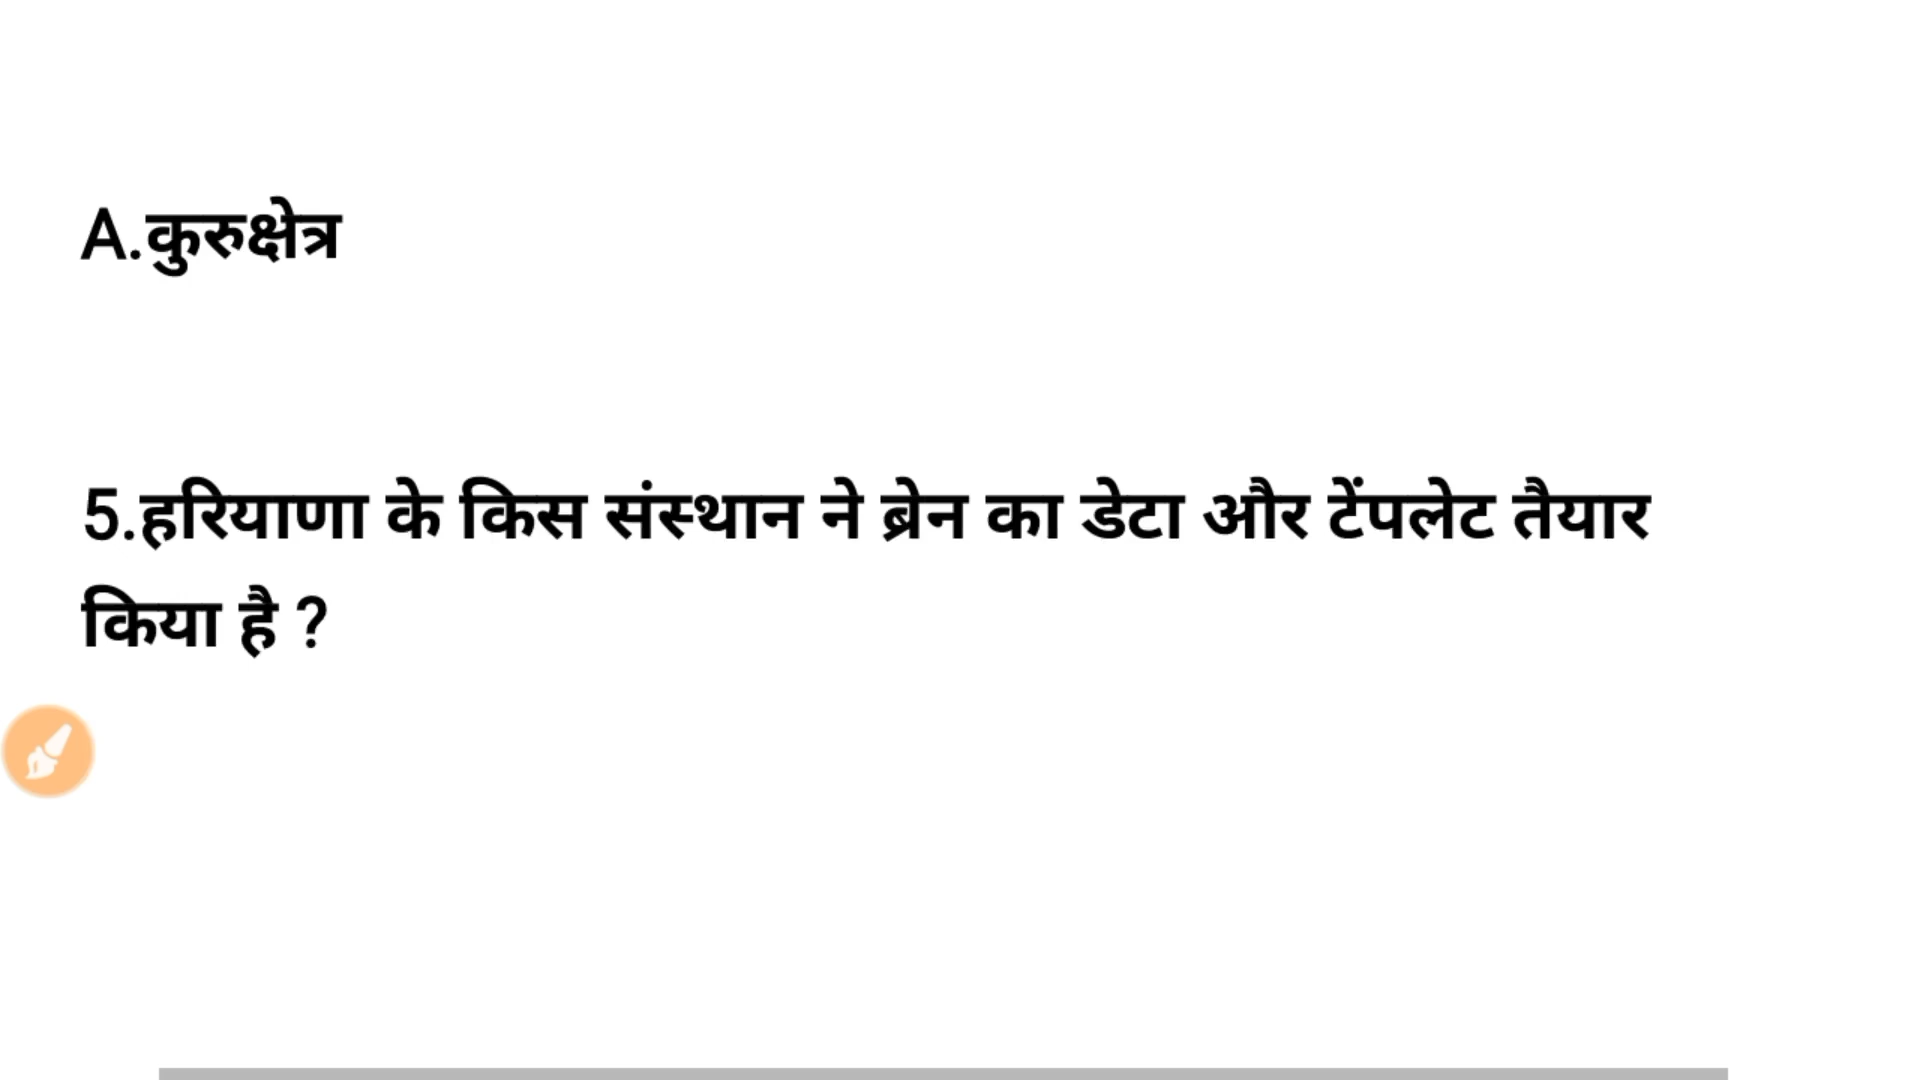 A.कुरुक्षेत्र
5.हरियाणा के किस संस्थान ने ब्रेन का डेटा और टेंपलेट तैयार
किया है ?